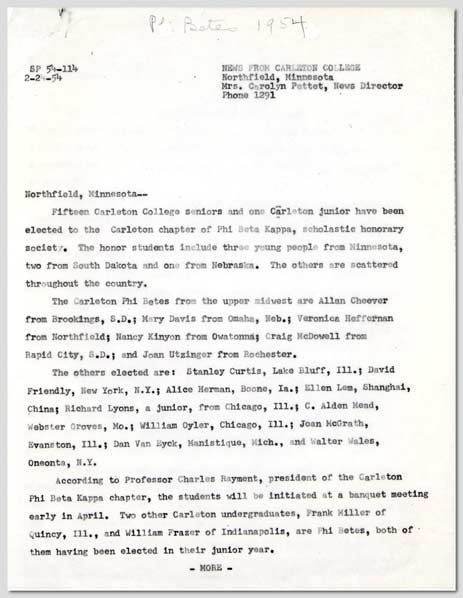 Phi Betes 1954
SP 54-114
2-24-54
NEWS FROM CARLETON COLLEGE
Northfield, Minnesota
Mrs. Carolyn Pettet, News Director
Phone 1291
Northfield, Minnesota--
Fifteen Carleton College seniors and one Carleton junior have been
elected to the Carleton chapter of Phi Beta Kappa, scholastic honorary
society. The honor students include three young people from Minnesota,
two from South Dakota and one from Nebraska. The others are scattered
throughout the country.
The Carleton Phi Betes from the upper midwest are Allan Cheever
from Brookings, S.D.; Mary Davis from Omaha, Neb.; Veronica Heffernan
from Northfield; Nancy Kinyon from Owatonna; Craig McDowell from
Rapid City, S.D.; and Joan Utzinger from Rochester.
The others elected are: Stanley Curtis, Lake Bluff, Ill.; David
Friendly, New York, N.Y.; Alice Herman, Boone, Ia.; Ellen Lem, Shanghai,
China; Richard Lyons, a junior, from Chicago, Ill.; C. Alden Mead,
Webster Groves, Mo.; William Oyler, Chicago, Ill.; Joan McGrath,
Evanston, Ill.; Dan Van Eyck, Manistique, Mich., and Walter Wales,
Oneonta, N.Y.
According to Professor Charles Rayment, president of the Carleton
Phi Beta Kappa chapter, the students will be initiated at a banquet meeting
early in April. Two other Carleton undergraduates, Frank Miller of
Quincy, Ill., and William Frazer of Indianapolis, are Phi Betes, both of
them having been elected in their junior year.
- MORE -